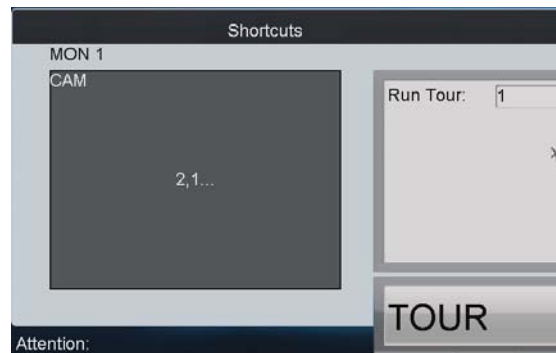 Shortcuts
MON 1
CAM
Run Tour: 1
2,1...
TOUR
Attention: